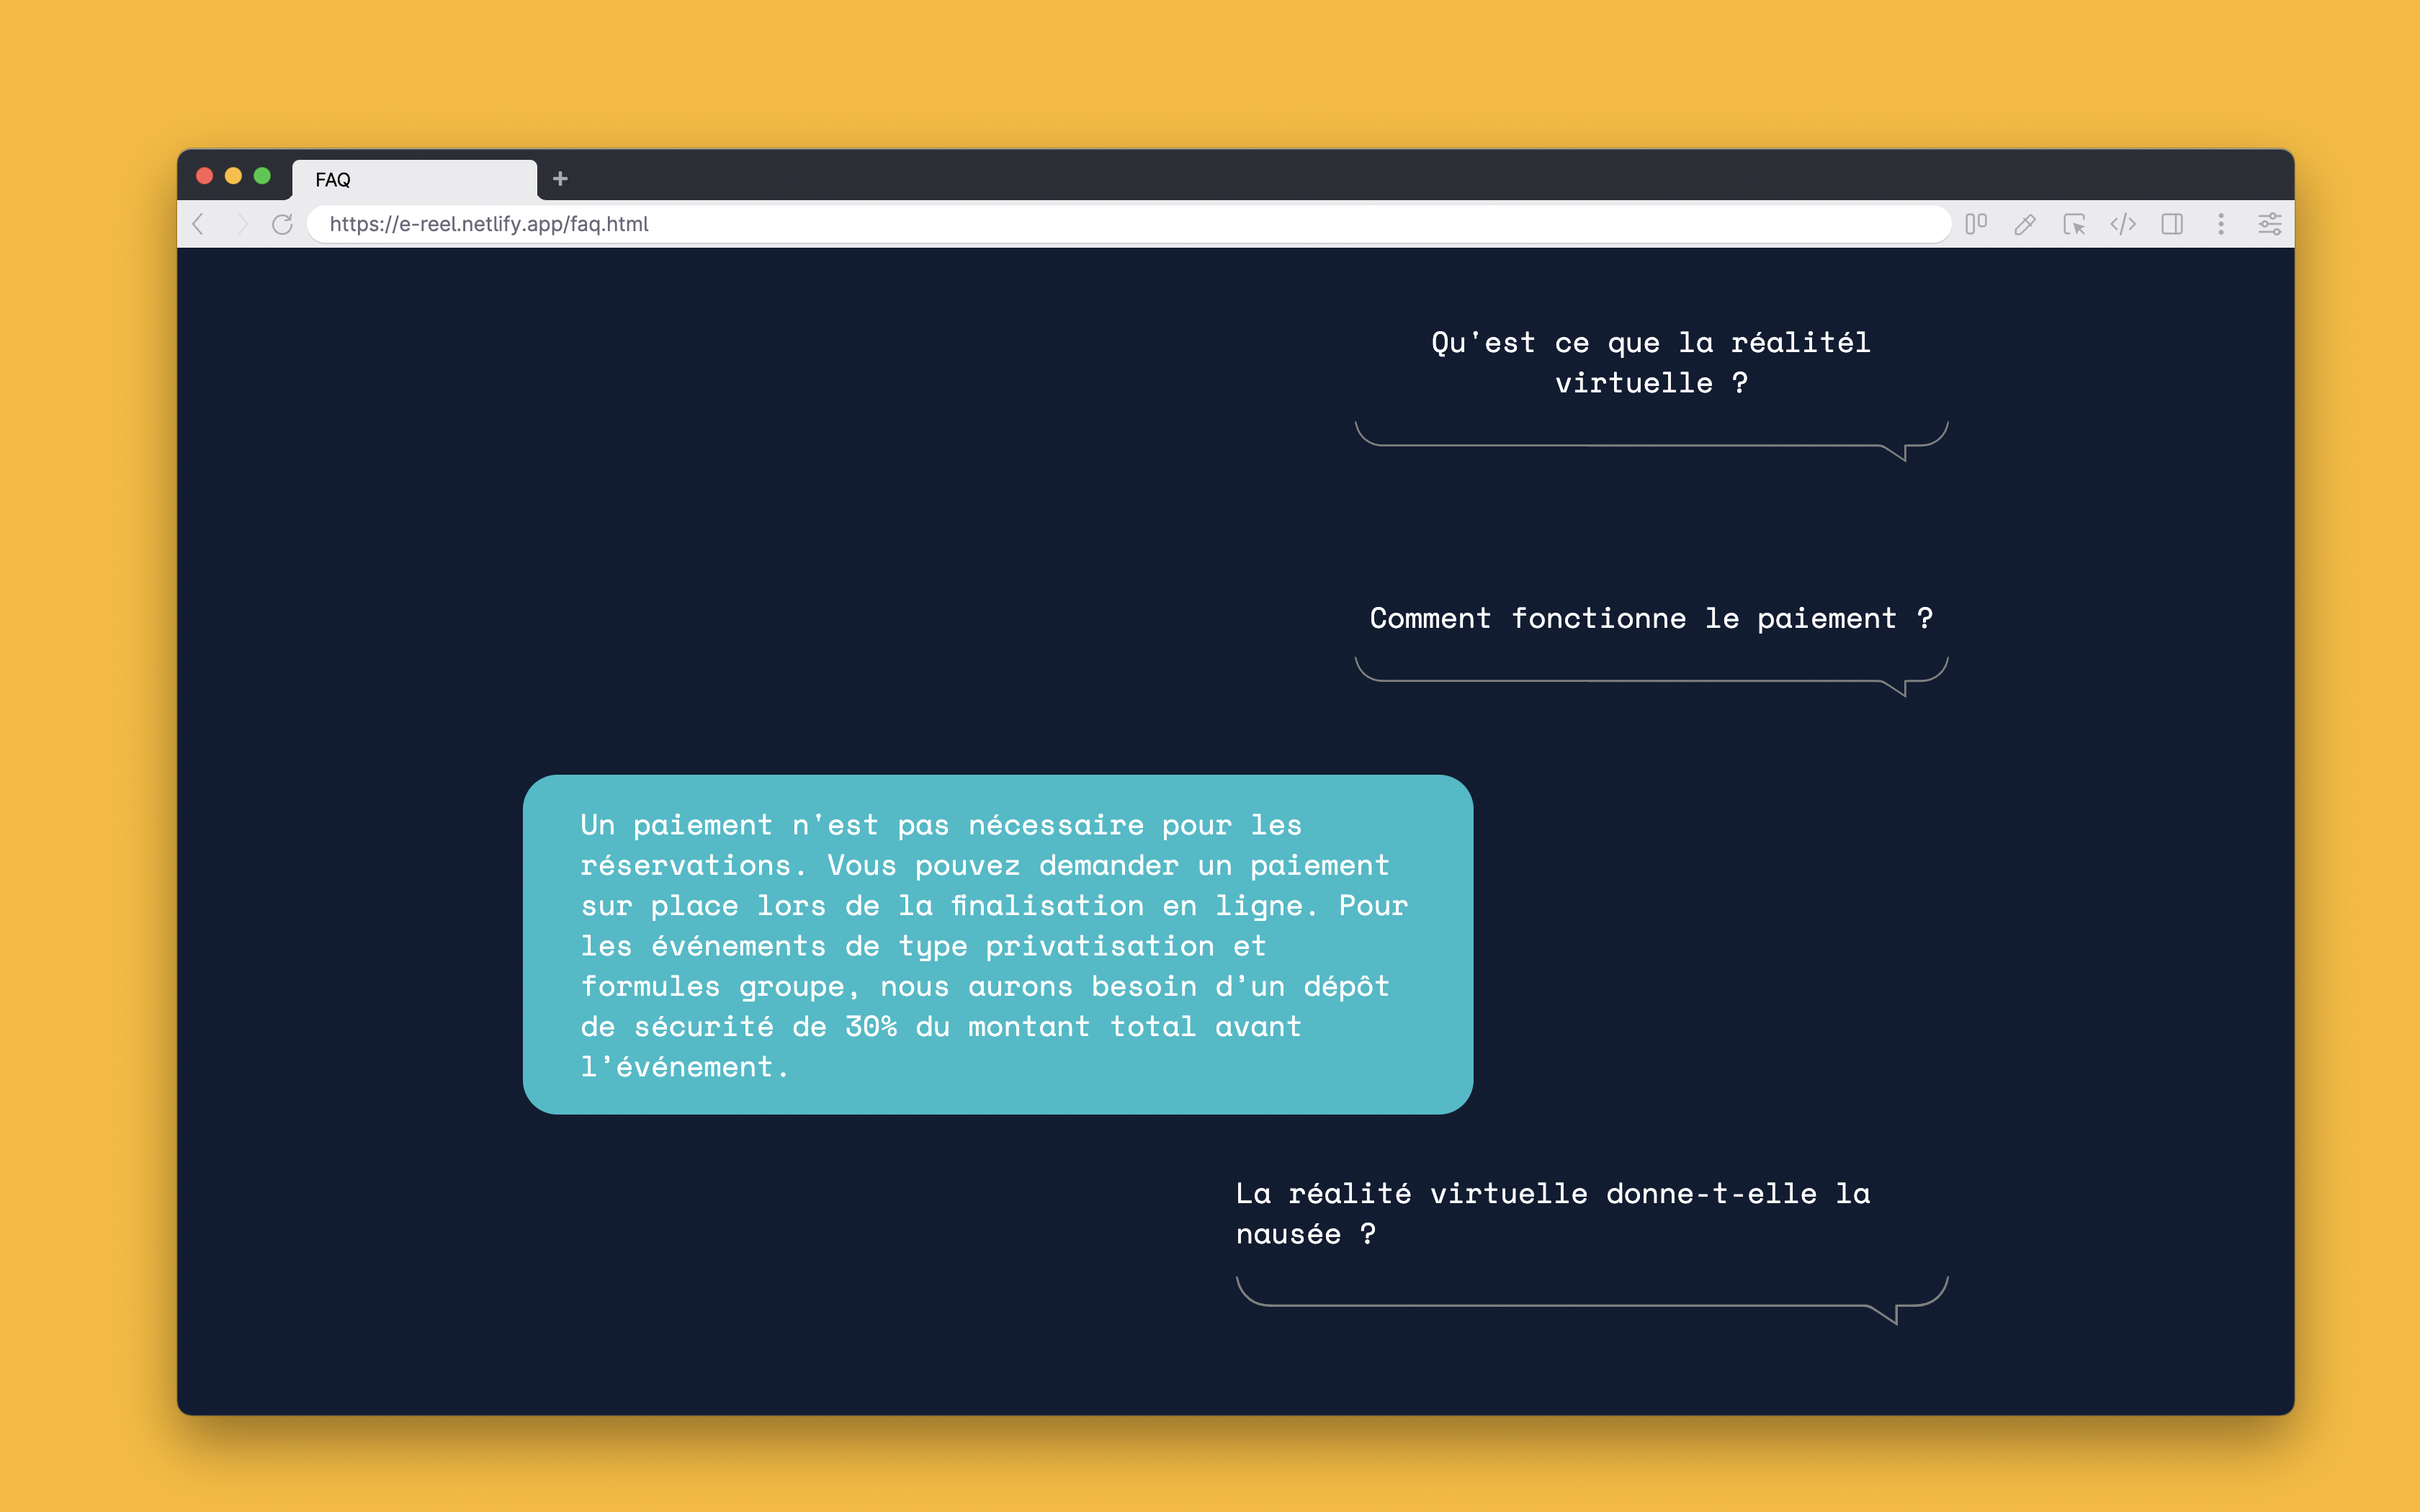 FAQ
https://e-reel.netlify.app/faq.html
Qu'est ce que la réalitél
virtuelle ?
Comment fonctionne le paiement ?
Un paiement n'est pas nécessaire pour les
réservations. Vous pouvez demander un paiement
sur place lors de la finalisation en ligne. Pour
les événements de type privatisation et
formules groupe, nous aurons besoin d’un dépôt
de sécurité de 30% du montant total avant
l’événement.
La réalité virtuelle donne-t-elle la
nausée ?